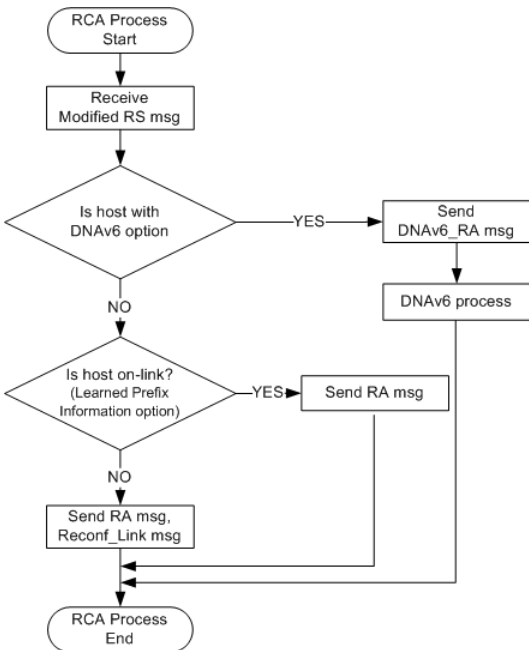 RCA Process
Start
Receive
Modified RS msg
Is host with
DNAv6 option
YES
Send
DNAv6_RA msg
DNAv6 process
NO
Is host on-link?
(Learned Prefix
Information option)
YES
Send RA msg
NO
Send RA msg,
Reconf_Link msg
RCA Process
End